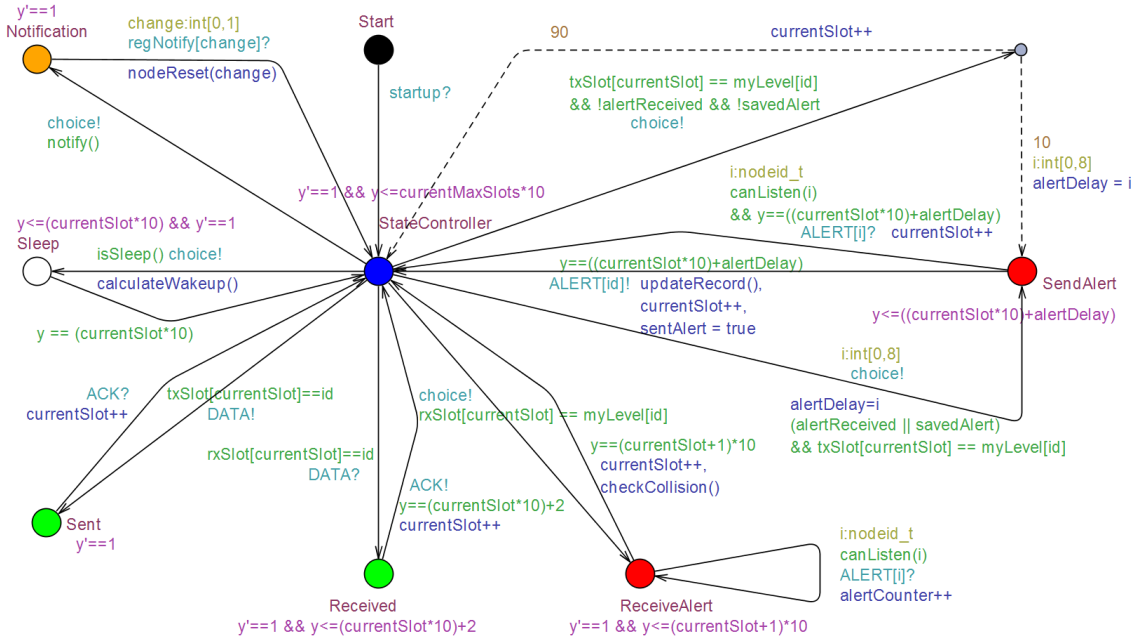 y'==1
Notification
change:int[0,1]
regNotify[change]?
nodeReset(change)
Start
startup?
90
currentSlot++
txSlot[currentSlot] == myLevel[id]
&& !alertReceived && !savedAlert
choice!
choice!
notify()
10
i:int[0,8]
alertDelay = i
i:nodeid_t
canListen(i)
&& y==((currentSlot*10)+alertDelay)
ALERT[i]? currentSlot++
y'==1 && y<=currentMaxSlots*10
StateController
y<=(currentSlot*10) && y'==1
Sleep
isSleep() choice!
calculateWakeup()
y == (currentSlot*10)
y==((currentSlot*10)+alertDelay)
ALERT[id]! updateRecord(),
currentSlot++,
sentAlert = true
SendAlert
y<=((currentSlot*10)+alertDelay)
i:int[0,8]
choice!
alertDelay=i
(alertReceived || savedAlert)
&& txSlot[currentSlot] == myLevel[id]
ACK?
currentSlot++
txSlot[currentSlot]==id
DATA!
choice!
rxSlot[currentSlot] == myLevel[id]
rxSlot[currentSlot]==id
DATA?
y==(currentSlot+1)*10
currentSlot++,
checkCollision()
ACK!
y==(currentSlot*10)+2
currentSlot++
Sent
y'==1
i:nodeid_t
canListen(i)
ALERT[i]?
alertCounter++
Received
y'==1 && y<=(currentSlot*10)+2
ReceiveAlert
y'==1 && y<=(currentSlot+1)*10